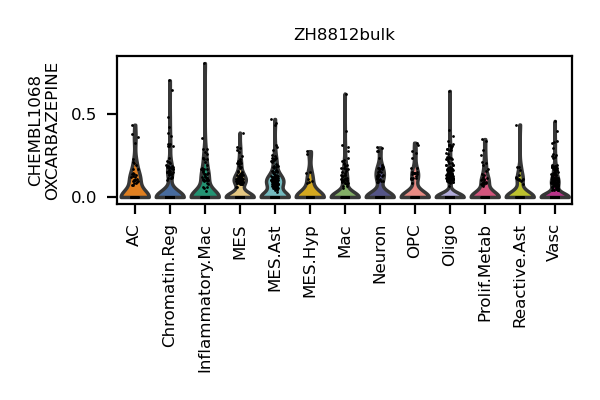 ZH8812bulk
CHEMBL1068
OXCARBAZEPINE
0.5
0.0
AC
Chromatin.Reg
Inflammatory.Mac
MES
MES.Ast
MES.Hyp
Mac
Neuron
OPC
Oligo
Prolif.Metab
Reactive.Ast
Vasc